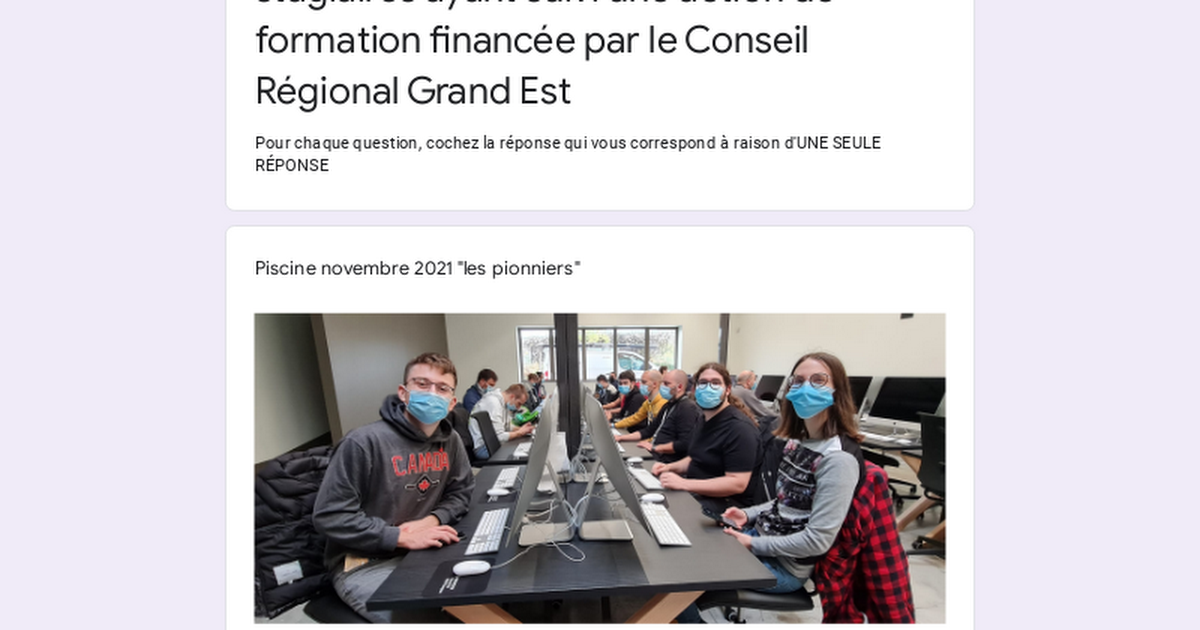 formation financée par le Conseil
Régional Grand Est
Pour chaque question, cochez la réponse qui vous correspond à raison d'UNE SEULE
RÉPONSE
Piscine novembre 2021 "les pionniers"
CANADA